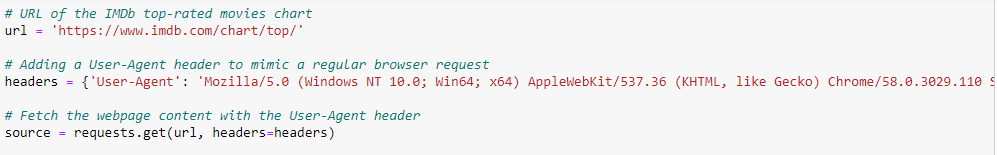 # URL of the IMDb top-rated movies chart
url = 'https://www.imdb.com/chart/top/'
# Adding a User-Agent header to mimic a regular browser request
headers = {'User-Agent': 'Mozilla/5.0 (Windows NT 10.0; Win64; x64) AppleWebKit/537.36 (KHTML, like Gecko) Chrome/58.0.3029.110 S
# Fetch the webpage content with the User-Agent header
source = requests.get(url, headers=headers)